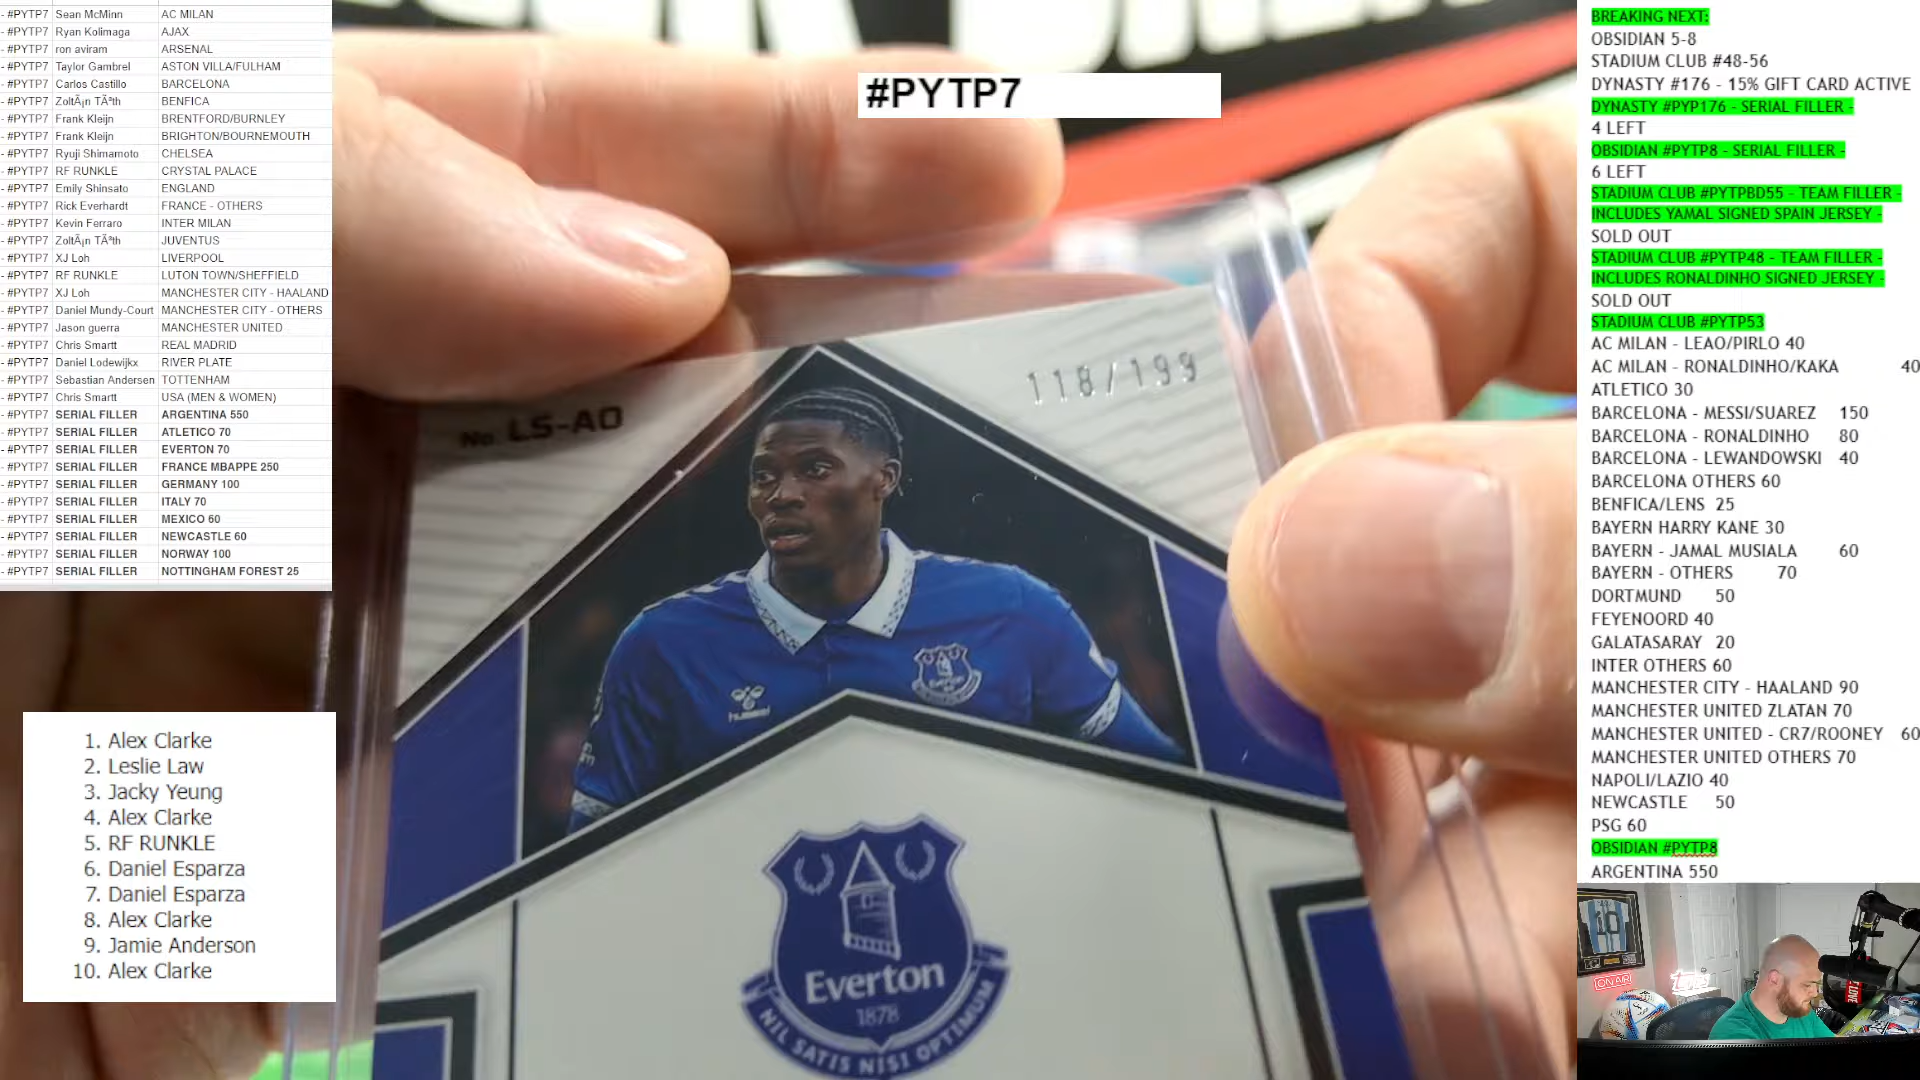 - #PYTP7 Sean McMinn AC MILAN
- #PYTP7 Ryan Kolimaga AJAX
- #PYTP7 ron aviram ARSENAL
- #PYTP7 Taylor Gambrel ASTON VILLA/FULHAM
- #PYTP7 Carlos Castillo BARCELONA
- #PYTP7 ZoltÃ¡n TÃ³th BENFICA
- #PYTP7 Frank Kleijn BRENTFORD/BURNLEY
- #PYTP7 Frank Kleijn BRIGHTON/BOURNEMOUTH
- #PYTP7 Ryuji Shimamoto CHELSEA
- #PYTP7 RF RUNKLE CRYSTAL PALACE
- #PYTP7 Emily Shinsato ENGLAND
- #PYTP7 Rick Everhardt FRANCE - OTHERS
- #PYTP7 Kevin Ferraro INTER MILAN
- #PYTP7 ZoltÃ¡n TÃ³th JUVENTUS
- #PYTP7 XJ Loh LIVERPOOL
- #PYTP7 RF RUNKLE LUTON TOWN/SHEFFIELD
- #PYTP7 XJ Loh MANCHESTER CITY - HAALAND
- #PYTP7 Daniel Mundy-Court MANCHESTER CITY - OTHERS
- #PYTP7 Jason guerra MANCHESTER UNITED
- #PYTP7 Chris Smartt REAL MADRID
- #PYTP7 Daniel Lodewijkx RIVER PLATE
- #PYTP7 Sebastian Andersen TOTTENHAM
- #PYTP7 Chris Smartt USA (MEN & WOMEN)
- #PYTP7 SERIAL FILLER ARGENTINA 550
- #PYTP7 SERIAL FILLER ATLETICO 70
- #PYTP7 SERIAL FILLER EVERTON 70
- #PYTP7 SERIAL FILLER FRANCE MBAPPE 250
- #PYTP7 SERIAL FILLER GERMANY 100
- #PYTP7 SERIAL FILLER ITALY 70
- #PYTP7 SERIAL FILLER MEXICO 60
- #PYTP7 SERIAL FILLER NEWCASTLE 60
- #PYTP7 SERIAL FILLER NORWAY 100
- #PYTP7 SERIAL FILLER NOTTINGHAM FOREST 25
1. Alex Clarke
2. Leslie Law
3. Jacky Yeung
4. Alex Clarke
5. RF RUNKLE
6. Daniel Esparza
7. Daniel Esparza
8. Alex Clarke
9. Jamie Anderson
10. Alex Clarke
#PYTP7
118/199
No. LS-AO
hummel
Everton
Everton
1878
NIL SATIS NISI OPTIMUM
BREAKING NEXT:
OBSIDIAN 5-8
STADIUM CLUB #48-56
DYNASTY #176 - 15% GIFT CARD ACTIVE
DYNASTY #PYP176 - SERIAL FILLER -
4 LEFT
OBSIDIAN #PYTP8 - SERIAL FILLER -
6 LEFT
STADIUM CLUB #PYTPBD55 - TEAM FILLER -
INCLUDES YAMAL SIGNED SPAIN JERSEY -
SOLD OUT
STADIUM CLUB #PYTP48 - TEAM FILLER -
INCLUDES RONALDINHO SIGNED JERSEY -
SOLD OUT
STADIUM CLUB #PYTP53
AC MILAN - LEAO/PIRLO 40
AC MILAN - RONALDINHO/KAKA 40
ATLETICO 30
BARCELONA - MESSI/SUAREZ 150
BARCELONA - RONALDINHO 80
BARCELONA - LEWANDOWSKI 40
BARCELONA OTHERS 60
BENFICA/LENS 25
BAYERN HARRY KANE 30
BAYERN - JAMAL MUSIALA 60
BAYERN - OTHERS 70
DORTMUND 50
FEYENOORD 40
GALATASARAY 20
INTER OTHERS 60
MANCHESTER CITY - HAALAND 90
MANCHESTER UNITED ZLATAN 70
MANCHESTER UNITED - CR7/ROONEY 60
MANCHESTER UNITED OTHERS 70
NAPOLI/LAZIO 40
NEWCASTLE 50
PSG 60
OBSIDIAN #PYTP8
ARGENTINA 550
10
ON AIR